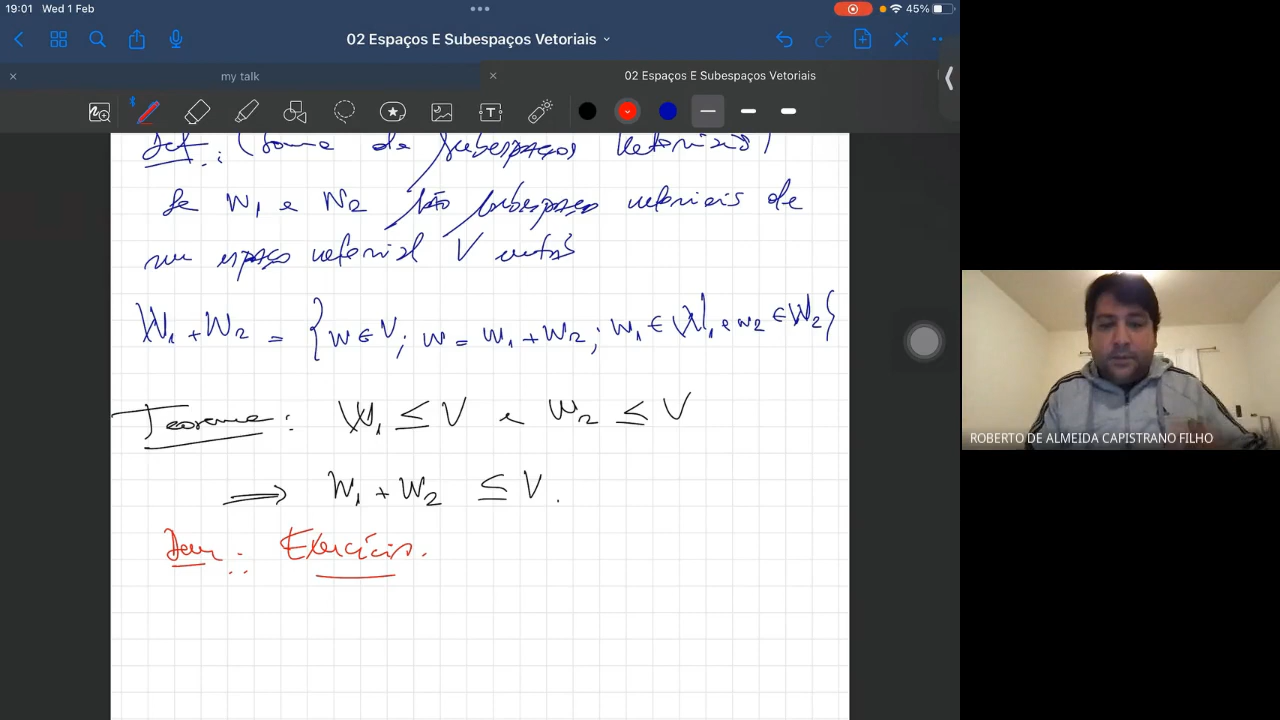 19:01 Wed 1 Feb
45%
02 Espaços E Subespaços Vetoriais
my talk
02 Espaços E Subespaços Vetoriais
T
Def.: (Soma de Subespaços Vetoriais)
Se W₁ e W₂ são subespaços vetoriais de
um espaço vetorial V então
W₁ + W₂ = {w ∈ V; w = w₁ + w₂; w₁ ∈ W₁ e w₂ ∈ W₂}
Teorema: W₁ ≤ V e W₂ ≤ V
⟹ W₁ + W₂ ≤ V.
Dem.: Exercício.
ROBERTO DE ALMEIDA CAPISTRANO FILHO